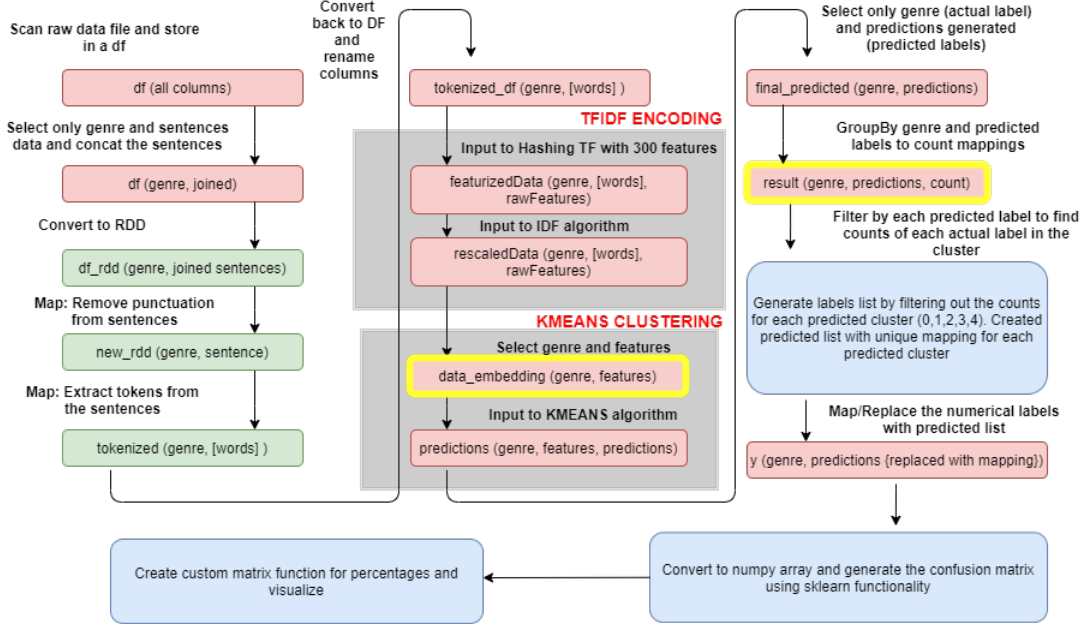 Scan raw data file and store
in a df
df (all columns)
Select only genre and sentences
data and concat the sentences
df (genre, joined)
Convert to RDD
df_rdd (genre, joined sentences)
Map: Remove punctuation
from sentences
new_rdd (genre, sentence)
Map: Extract tokens from
the sentences
tokenized (genre, [words] )
Convert
back to DF
and
rename
columns
tokenized_df (genre, [words] )
TFIDF ENCODING
Input to Hashing TF with 300 features
featurizedData (genre, [words],
rawFeatures)
Input to IDF algorithm
rescaledData (genre, [words],
rawFeatures)
KMEANS CLUSTERING
Select genre and features
data_embedding (genre, features)
Input to KMEANS algorithm
predictions (genre, features, predictions)
Select only genre (actual label)
and predictions generated
(predicted labels)
final_predicted (genre, predictions)
GroupBy genre and predicted
labels to count mappings
result (genre, predictions, count)
Filter by each predicted label to find
counts of each actual label in the
cluster
Generate labels list by filtering out the counts
for each predicted cluster (0,1,2,3,4). Created
predicted list with unique mapping for each
predicted cluster
Map/Replace the numerical labels
with predicted list
y (genre, predictions {replaced with mapping})
Convert to numpy array and generate the confusion matrix
using sklearn functionality
Create custom matrix function for percentages and
visualize